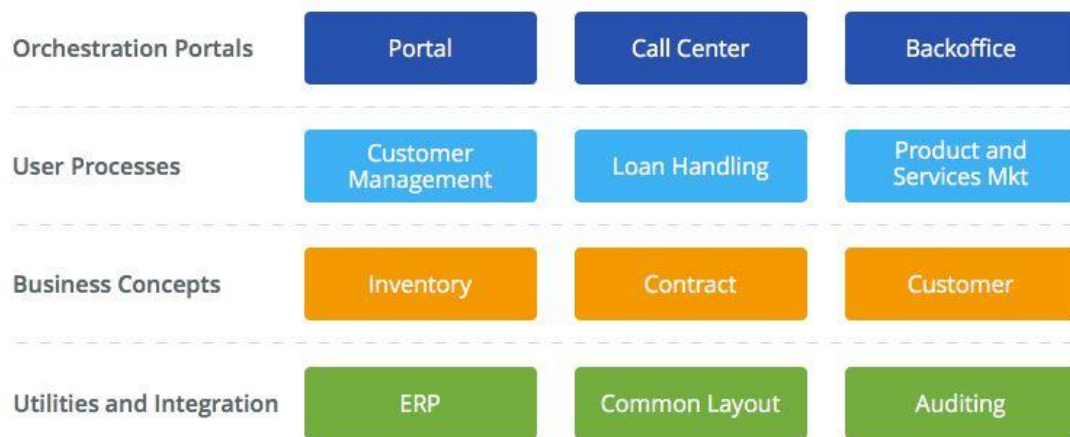 Orchestration Portals
Portal
Call Center
Backoffice
User Processes
Customer
Management
Loan Handling
Product and
Services Mkt
Business Concepts
Inventory
Contract
Customer
Utilities and Integration
ERP
Common Layout
Auditing